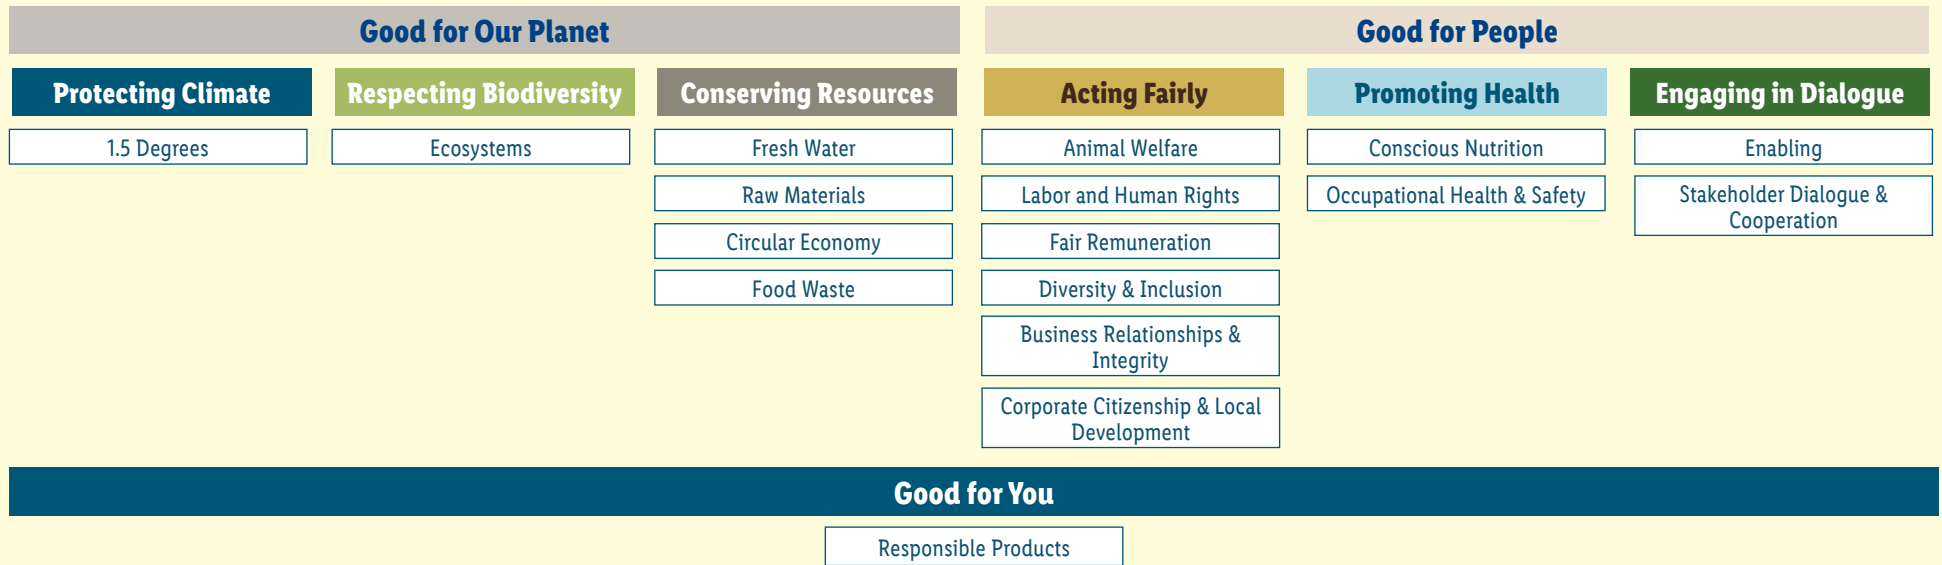 Good for Our Planet
Good for People
Protecting Climate
Respecting Biodiversity
Conserving Resources
Acting Fairly
Promoting Health
Engaging in Dialogue
1.5 Degrees
Ecosystems
Fresh Water
Raw Materials
Circular Economy
Food Waste
Animal Welfare
Labor and Human Rights
Fair Remuneration
Diversity & Inclusion
Business Relationships &
Integrity
Corporate Citizenship & Local
Development
Conscious Nutrition
Occupational Health & Safety
Enabling
Stakeholder Dialogue &
Cooperation
Good for You
Responsible Products